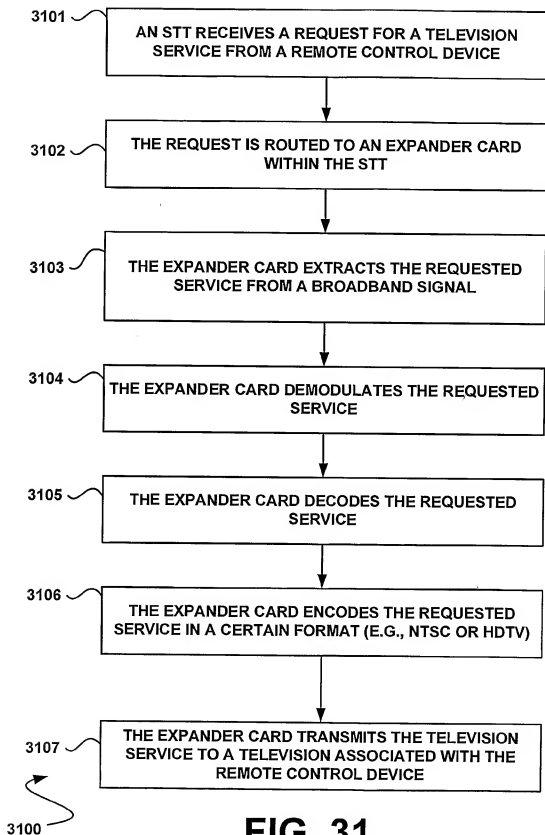 3101
AN STT RECEIVES A REQUEST FOR A TELEVISION
SERVICE FROM A REMOTE CONTROL DEVICE
3102
THE REQUEST IS ROUTED TO AN EXPANDER CARD
WITHIN THE STT
3103
THE EXPANDER CARD EXTRACTS THE REQUESTED
SERVICE FROM A BROADBAND SIGNAL
3104
THE EXPANDER CARD DEMODULATES THE REQUESTED
SERVICE
3105
THE EXPANDER CARD DECODES THE REQUESTED
SERVICE
3106
THE EXPANDER CARD ENCODES THE REQUESTED
SERVICE IN A CERTAIN FORMAT (E.G., NTSC OR HDTV)
3107
THE EXPANDER CARD TRANSMITS THE TELEVISION
SERVICE TO A TELEVISION ASSOCIATED WITH THE
REMOTE CONTROL DEVICE
3100
FIG. 31